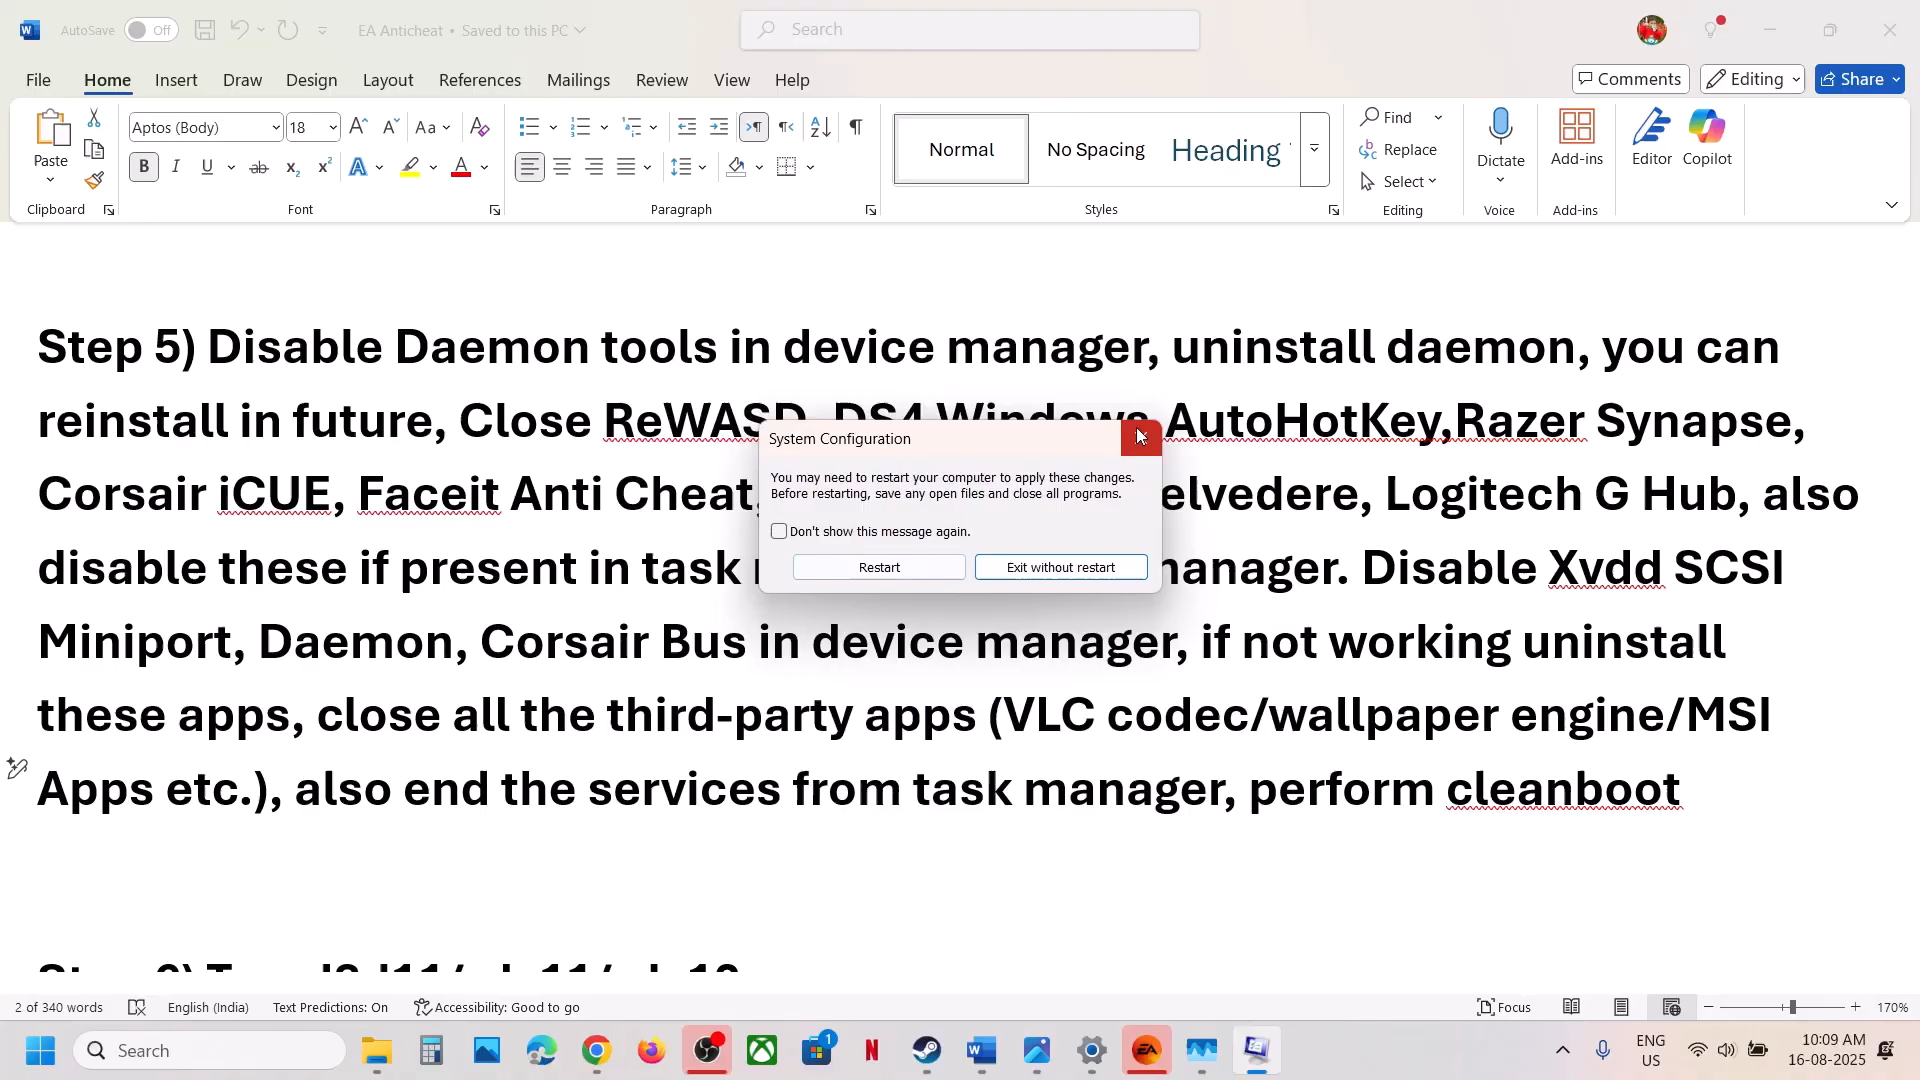 AutoSave Off EA Anticheat • Saved to this PC Search
File Home Insert Draw Design Layout References Mailings Review View Help Comments Editing Share
Paste
Clipboard
Aptos (Body) 18
Font
Paragraph
Normal No Spacing Heading
Styles
Find
Replace
Select
Editing
Dictate
Voice
Add-ins
Add-ins
Editor
Copilot
Step 5) Disable Daemon tools in device manager, uninstall daemon, you can
reinstall in future, Close ReWASD, DS4 Windows, AutoHotKey,Razer Synapse,
Corsair iCUE, Faceit Anti Cheat, elvedere, Logitech G Hub, also
disable these if present in task manager. Disable Xvdd SCSI
Miniport, Daemon, Corsair Bus in device manager, if not working uninstall
these apps, close all the third-party apps (VLC codec/wallpaper engine/MSI
Apps etc.), also end the services from task manager, perform cleanboot
System Configuration
You may need to restart your computer to apply these changes.
Before restarting, save any open files and close all programs.
Don't show this message again.
Restart Exit without restart
2 of 340 words English (India) Text Predictions: On Accessibility: Good to go Focus 170%
Search
1
ENG
US
10:09 AM
16-08-2025